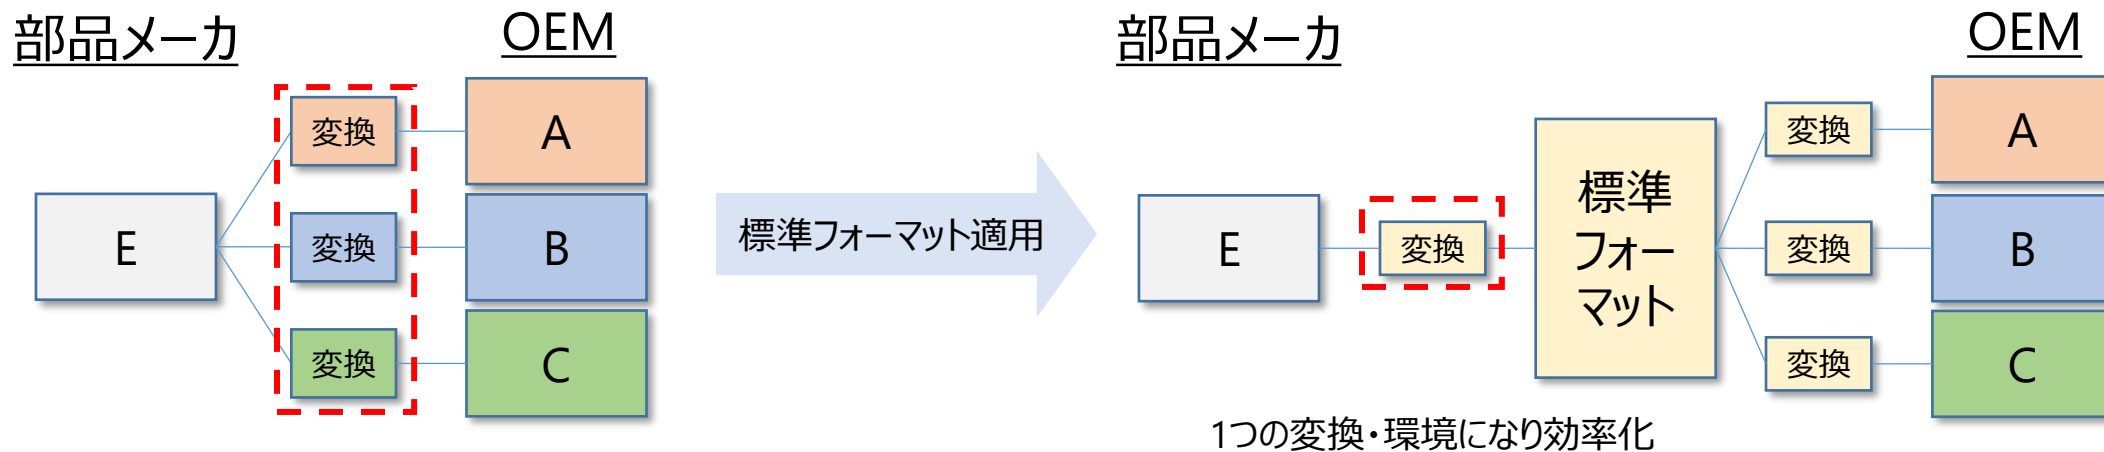 部品メーカ
OEM
変換
A
E
変換
B
変換
C
標準フォーマット適用
部品メーカ
OEM
変換
A
E
変換
標準
フォー
マット
変換
B
変換
C
1つの変換・環境になり効率化